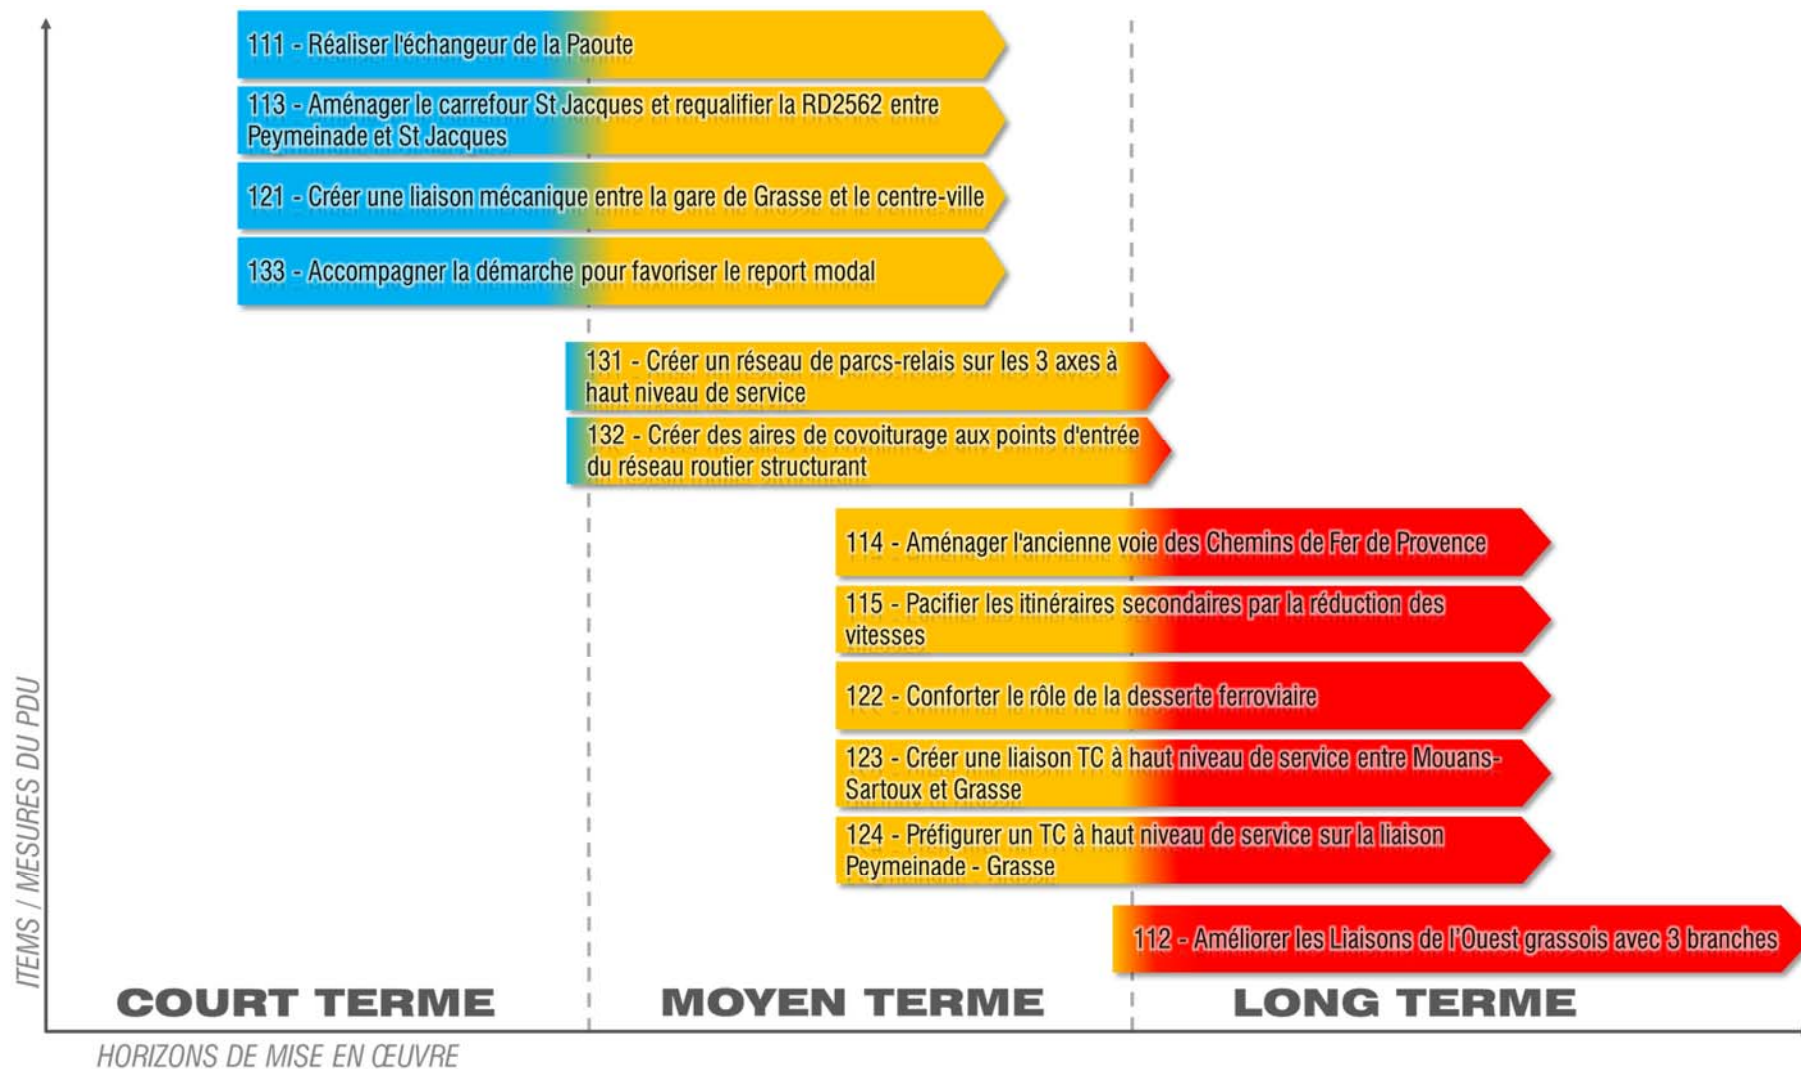 111 - Réaliser l'échangeur de la Paoute
113 - Aménager le carrefour St Jacques et requalifier la RD2562 entre
Peymeinade et St Jacques
121 - Créer une liaison mécanique entre la gare de Grasse et le centre-ville
133 - Accompagner la démarche pour favoriser le report modal
131 - Créer un réseau de parcs-relais sur les 3 axes à
haut niveau de service
132 - Créer des aires de covoiturage aux points d'entrée
du réseau routier structurant
114 - Aménager l'ancienne voie des Chemins de Fer de Provence
115 - Pacifier les itinéraires secondaires par la réduction des
vitesses
122 - Conforter le rôle de la desserte ferroviaire
123 - Créer une liaison TC à haut niveau de service entre Mouans-
Sartoux et Grasse
124 - Préfigurer un TC à haut niveau de service sur la liaison
Peymeinade - Grasse
112 - Améliorer les Liaisons de l'Ouest grassois avec 3 branches
ITEMS / MESURES DU PDU
COURT TERME
MOYEN TERME
LONG TERME
HORIZONS DE MISE EN ŒUVRE